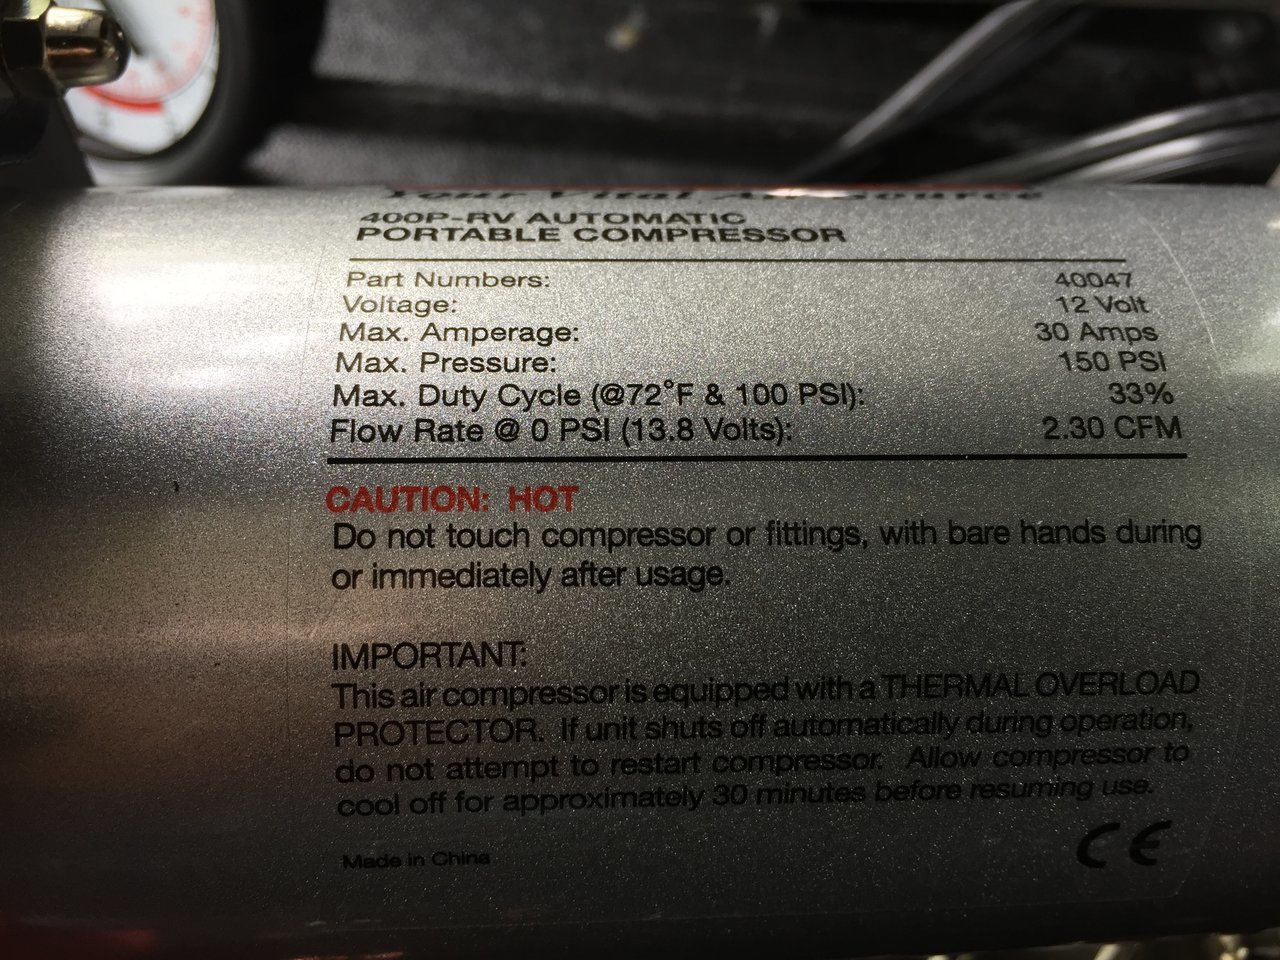 Your Vital Air Source
400P-RV AUTOMATIC
PORTABLE COMPRESSOR
Part Numbers: 40047
Voltage: 12 Volt
Max. Amperage: 30 Amps
Max. Pressure: 150 PSI
Max. Duty Cycle (@72°F & 100 PSI): 33%
Flow Rate @ 0 PSI (13.8 Volts): 2.30 CFM
CAUTION: HOT
Do not touch compressor or fittings, with bare hands during
or immediately after usage.
IMPORTANT:
This air compressor is equipped with a THERMAL OVERLOAD
PROTECTOR. If unit shuts off automatically during operation,
do not attempt to restart compressor. Allow compressor to
cool off for approximately 30 minutes before resuming use.
Made in China
CE